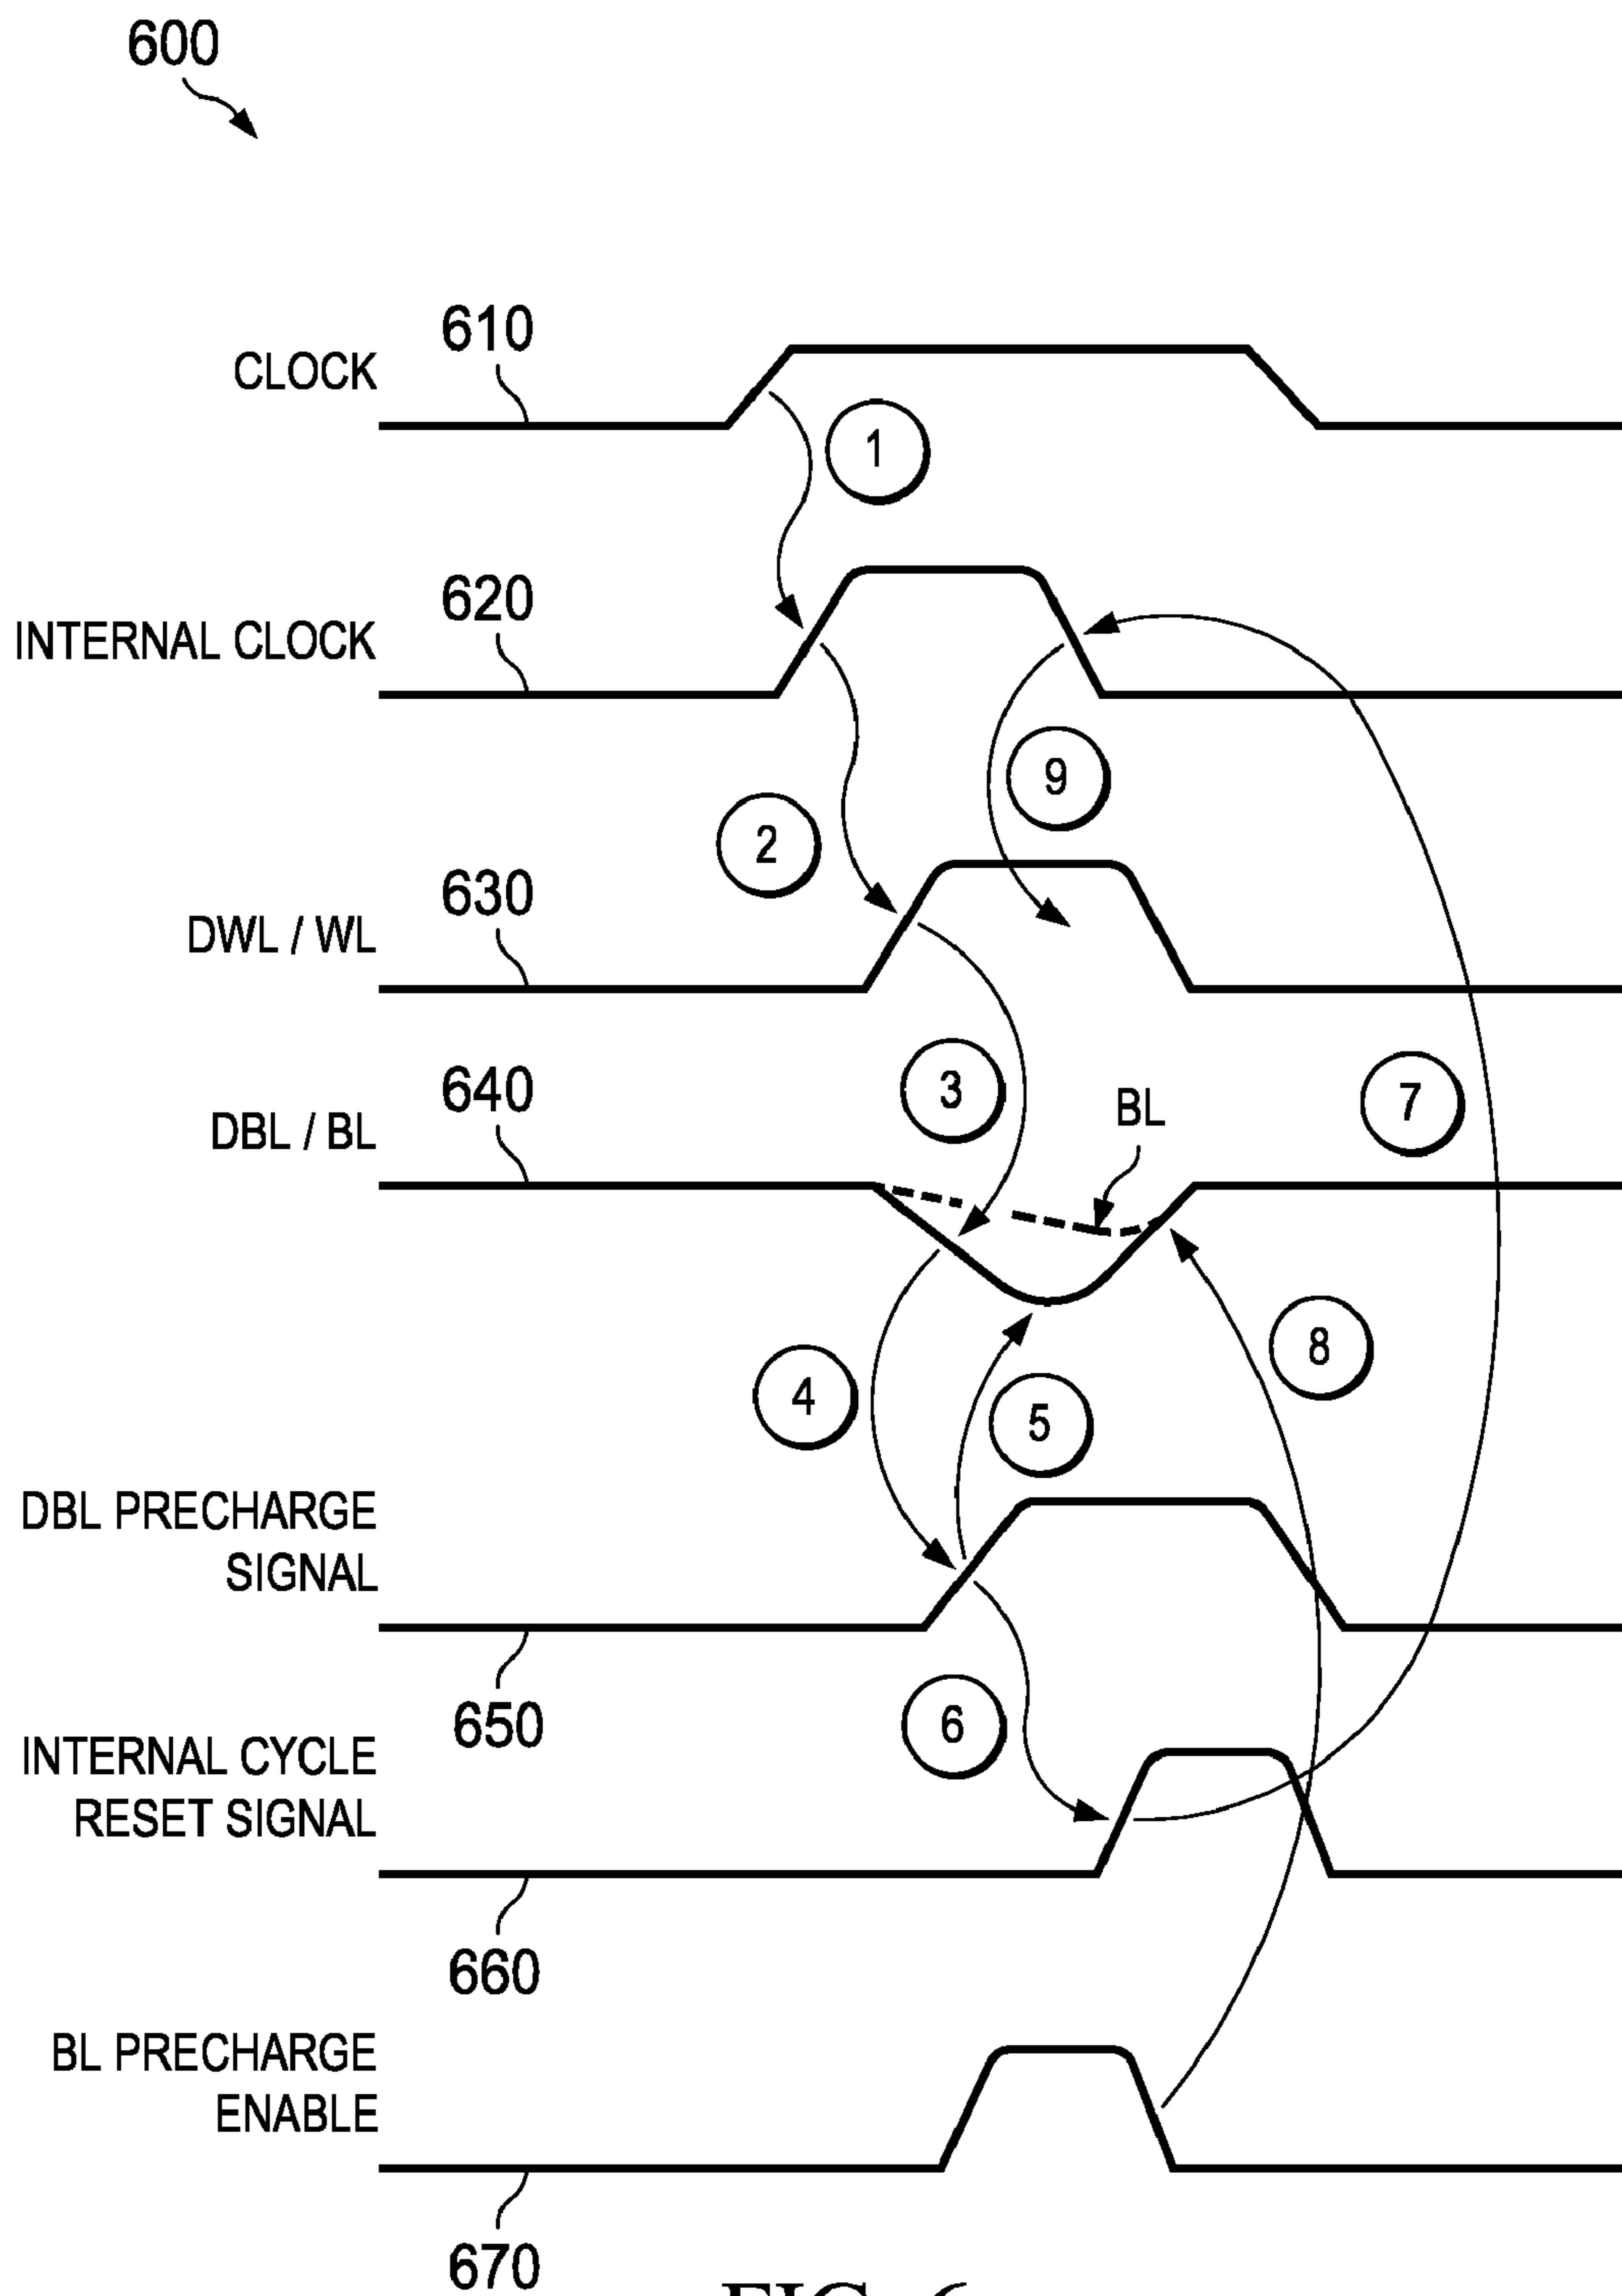 600
610
CLOCK
1
620
INTERNAL CLOCK
9
2
630
DWL / WL
3
640
BL
7
DBL / BL
8
4
5
DBL PRECHARGE
SIGNAL
650
6
INTERNAL CYCLE
RESET SIGNAL
660
BL PRECHARGE
ENABLE
670